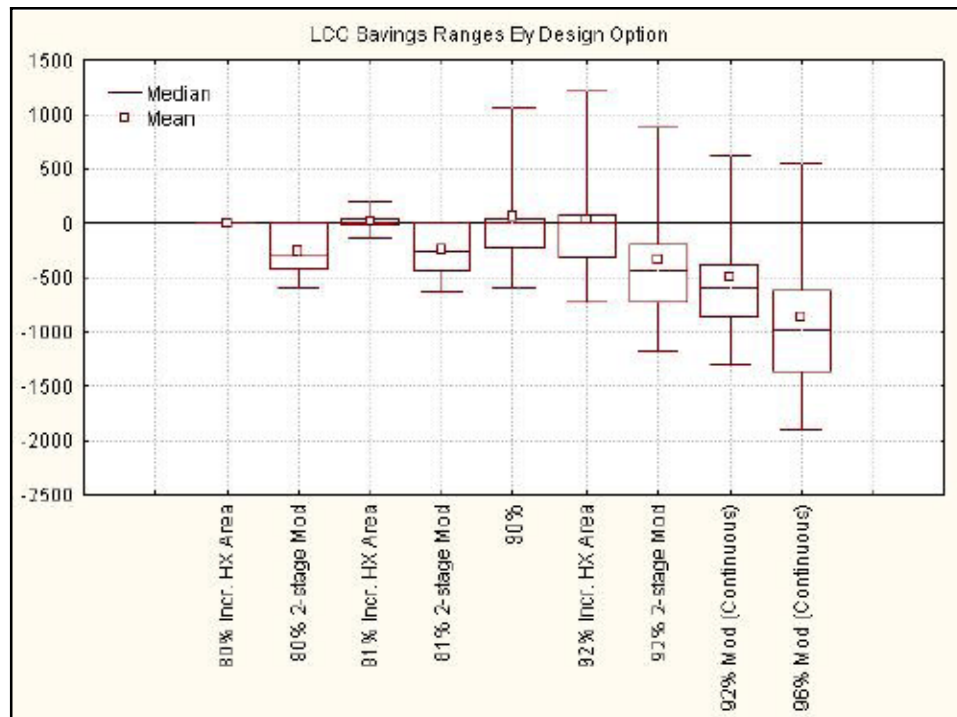 LCC Savings Ranges By Design Option
1500
1000
500
0
-500
-1000
-1500
-2000
-2500
Median
Mean
80% Incr. HX Area
80% 2-stage Mod
81% Incr. HX Area
81% 2-stage Mod
90%
92% Incr. HX Area
92% 2-stage Mod
92% Mod (Continuous)
96% Mod (Continuous)